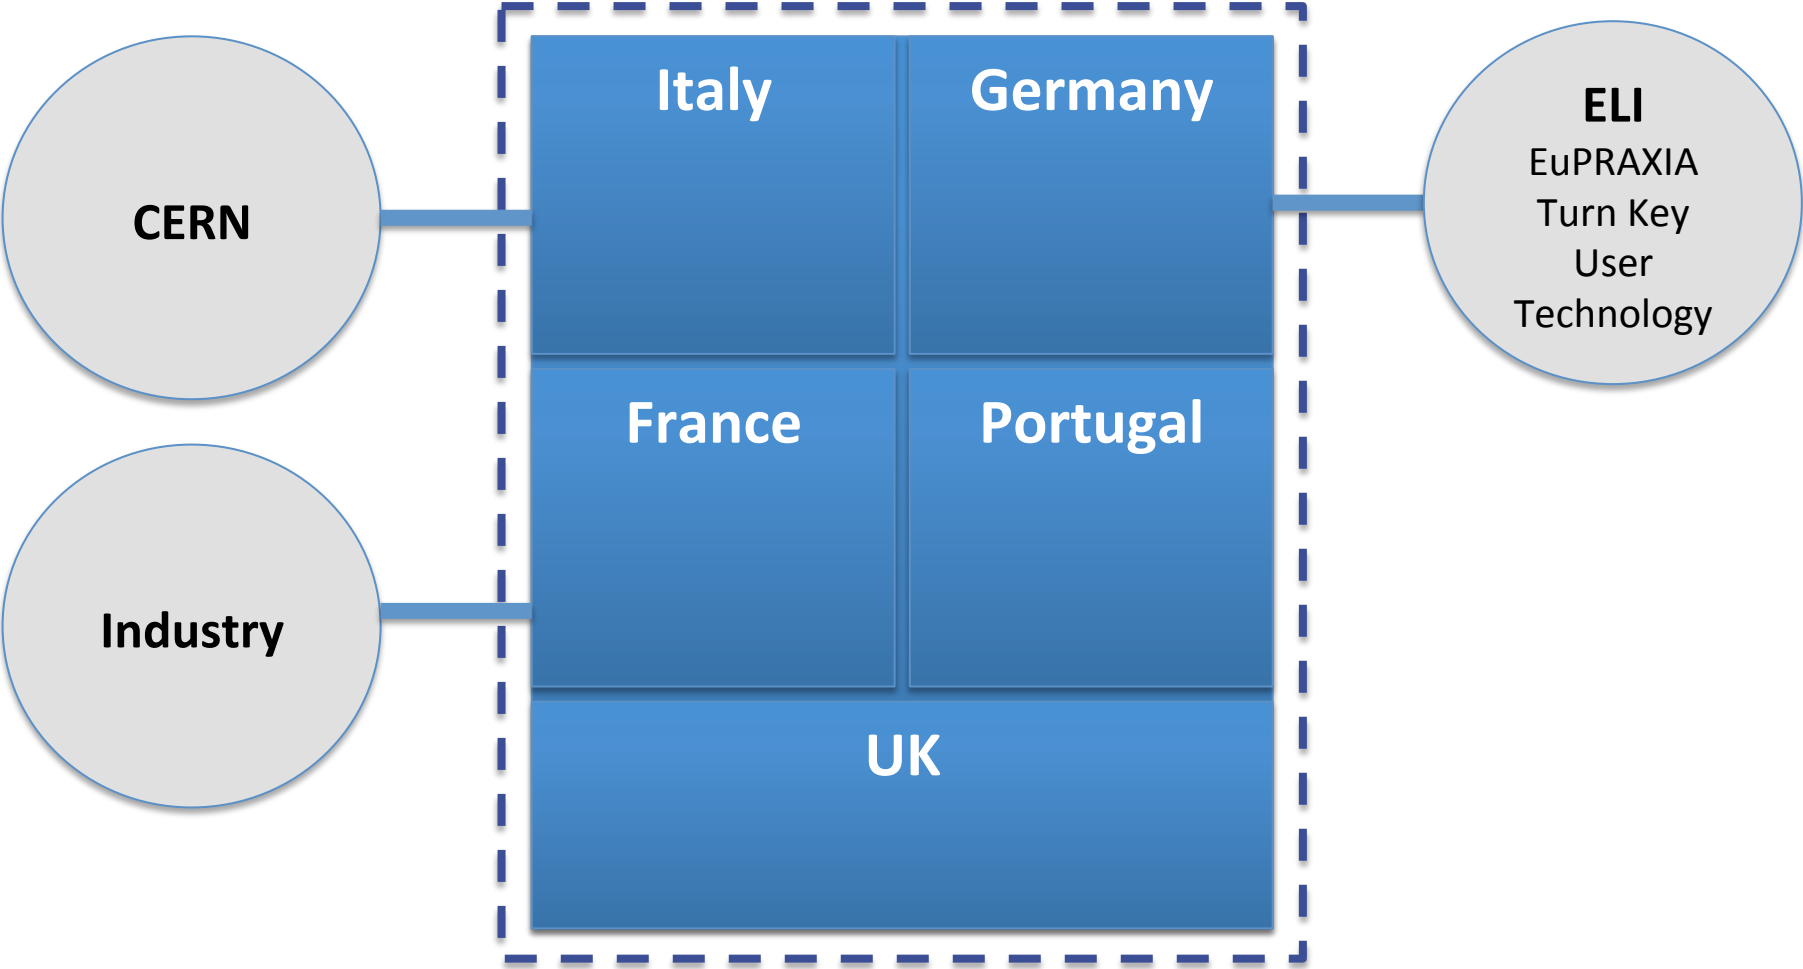 Italy
Germany
CERN
ELI
EuPRAXIA
Turn Key
User
Technology
France
Portugal
Industry
UK